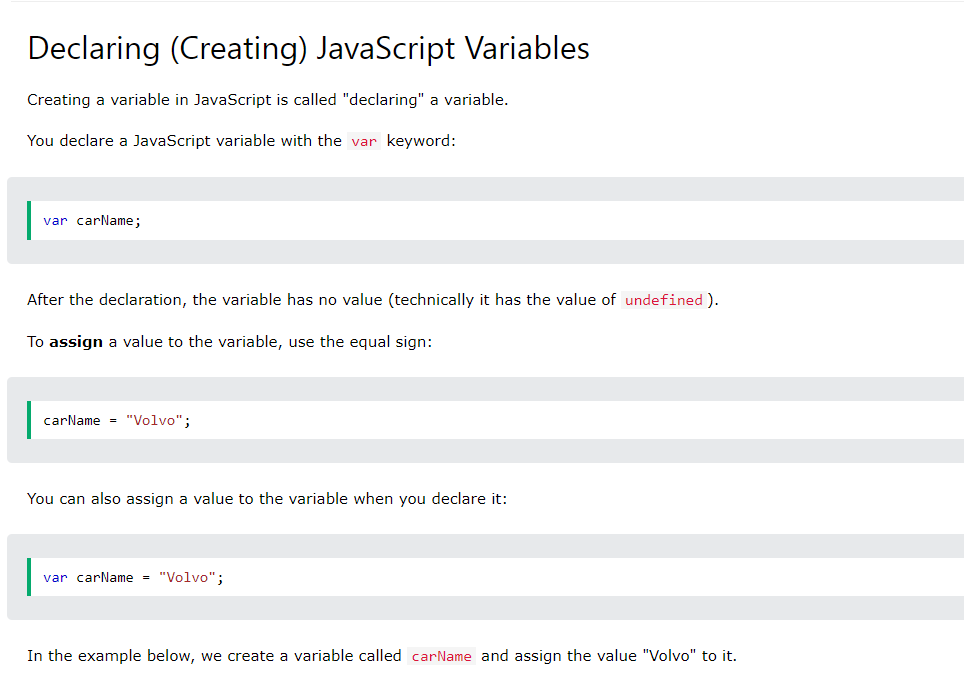 Declaring (Creating) JavaScript Variables
Creating a variable in JavaScript is called "declaring" a variable.
You declare a JavaScript variable with the var keyword:
var carName;
After the declaration, the variable has no value (technically it has the value of undefined).
To assign a value to the variable, use the equal sign:
carName = "Volvo";
You can also assign a value to the variable when you declare it:
var carName = "Volvo";
In the example below, we create a variable called carName and assign the value "Volvo" to it.